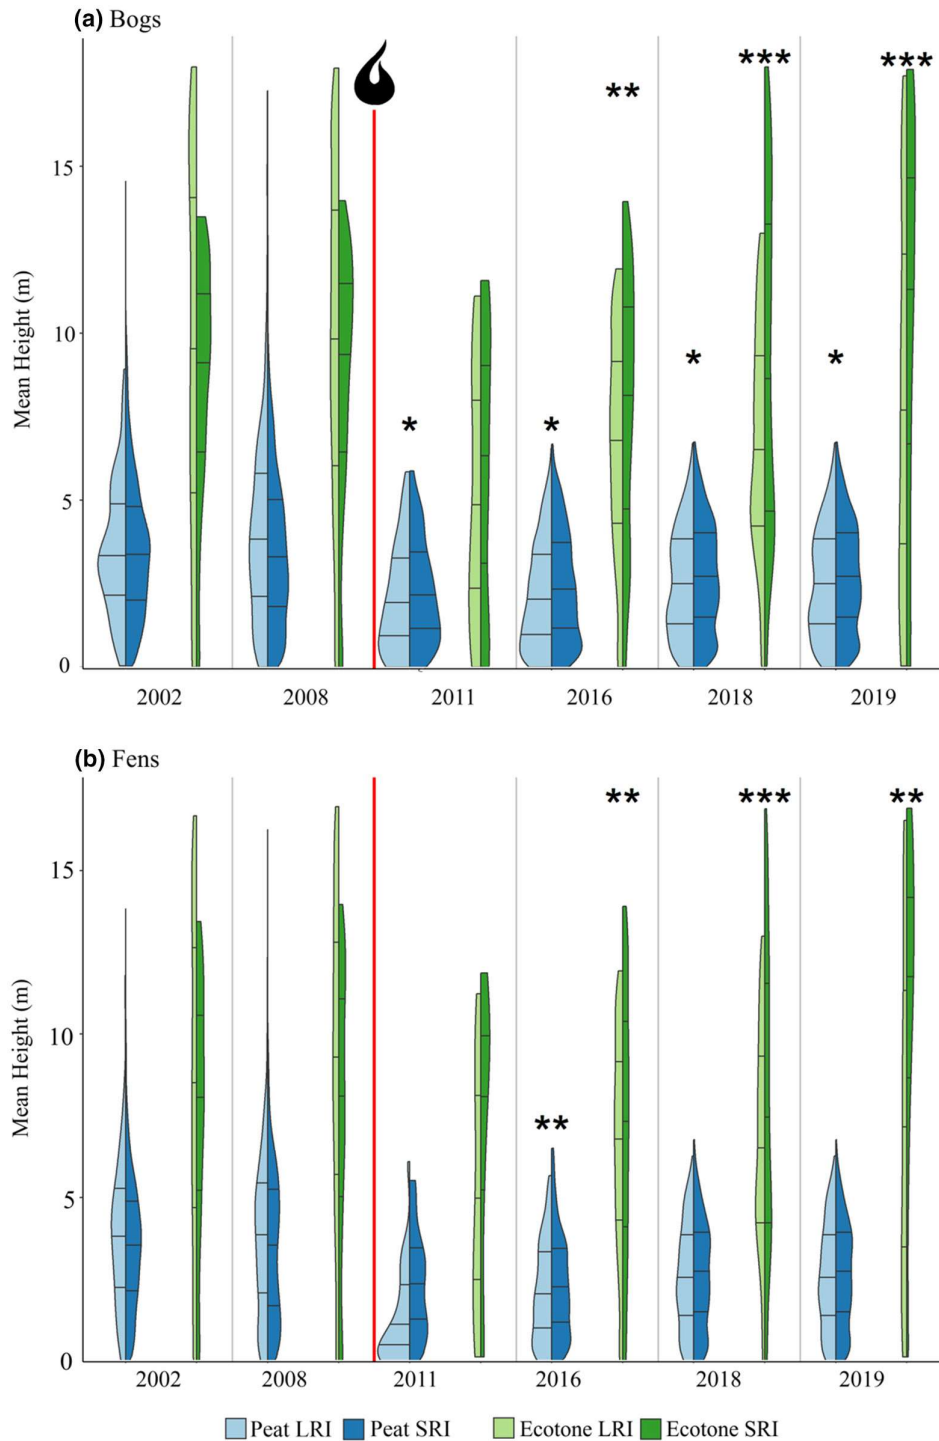 (a) Bogs
***
***
**
15
10
*
*
*
*
5
0
Mean Height (m)
2002 2008 2011 2016 2018 2019
(b) Fens
** *** **
15
10
**
5
0
Mean Height (m)
2002 2008 2011 2016 2018 2019
Peat LRI Peat SRI Ecotone LRI Ecotone SRI